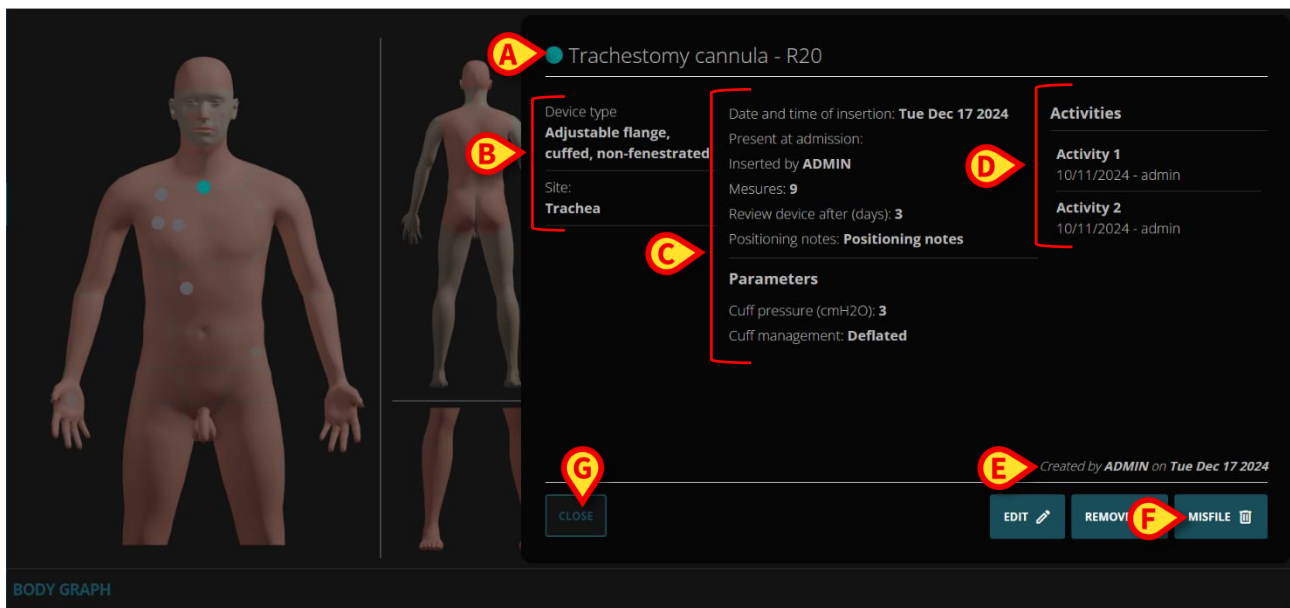 A
Trachestomy cannula - R20
B
Device type
Adjustable flange,
cuffed, non-fenestrated
Site:
Trachea
C
Date and time of insertion: Tue Dec 17 2024
Present at admission:
Inserted by ADMIN
Mesures: 9
Review device after (days): 3
Positioning notes: Positioning notes
Parameters
Cuff pressure (cmH2O): 3
Cuff management: Deflated
D
Activities
Activity 1
10/11/2024 - admin
Activity 2
10/11/2024 - admin
E
Created by ADMIN on Tue Dec 17 2024
G
CLOSE
EDIT
REMOV
F
MISFILE
BODY GRAPH